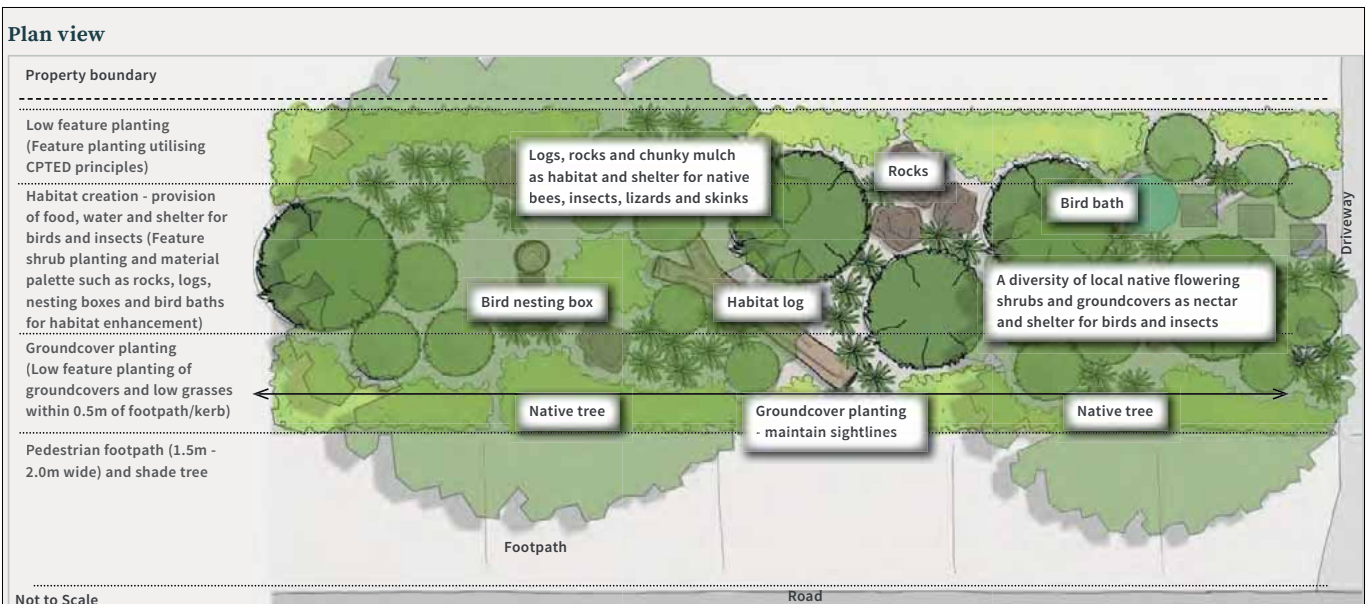 Plan view
Property boundary
Low feature planting
(Feature planting utilising
CPTED principles)
Habitat creation - provision
of food, water and shelter for
birds and insects (Feature
shrub planting and material
palette such as rocks, logs,
nesting boxes and bird baths
for habitat enhancement)
Groundcover planting
(Low feature planting of
groundcovers and low grasses
within 0.5m of footpath/kerb)
Pedestrian footpath (1.5m -
2.0m wide) and shade tree
Not to Scale
Logs, rocks and chunky mulch
as habitat and shelter for native
bees, insects, lizards and skinks
Rocks
Bird bath
Driveway
Bird nesting box
Habitat log
A diversity of local native flowering
shrubs and groundcovers as nectar
and shelter for birds and insects
Native tree
Groundcover planting
- maintain sightlines
Native tree
Footpath
Road